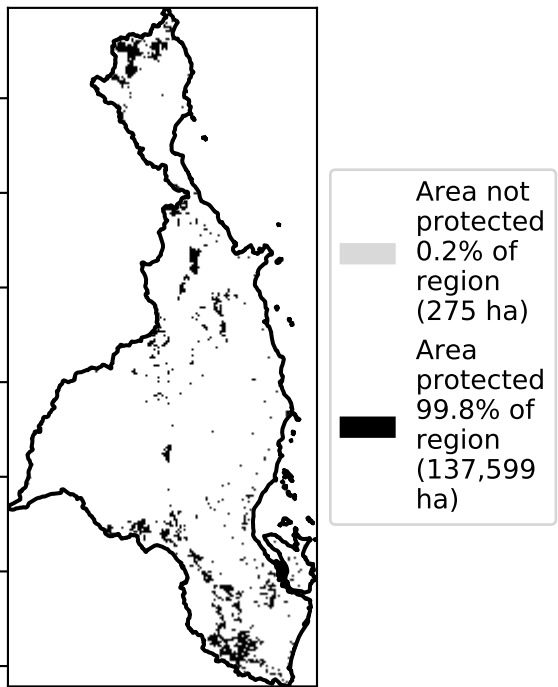 Area not
protected
0.2% of
region
(275 ha)
Area
protected
99.8% of
region
(137,599
ha)